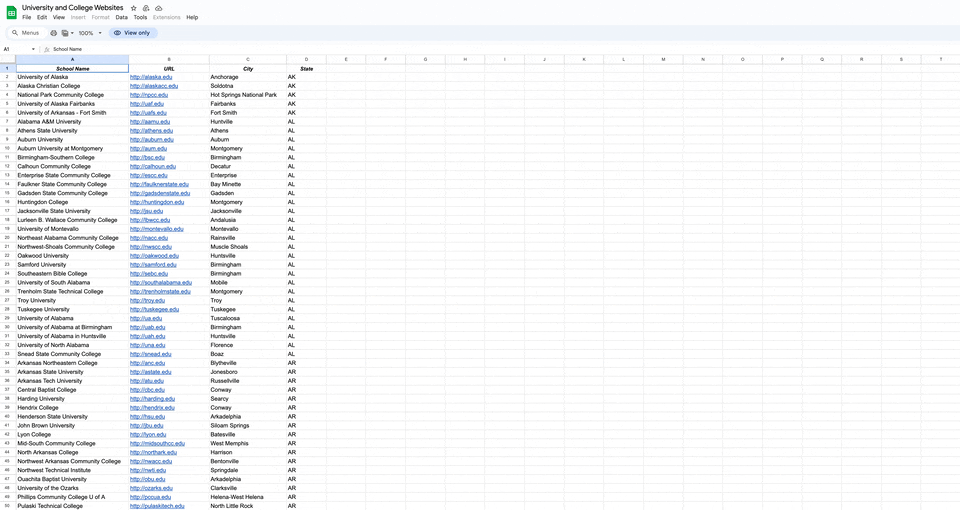 University and College Websites
File Edit View Insert Format Data Tools Extensions Help
Menus 100% View only
A1 fx School Name
A B C D E F G H I J K L M N O P Q R S T
1 School Name URL City State
2 University of Alaska http://alaska.edu Anchorage AK
3 Alaska Christian College http://alaskacc.edu Soldotna AK
4 National Park Community College http://npcc.edu Hot Springs National Park AK
5 University of Alaska Fairbanks http://uaf.edu Fairbanks AK
6 University of Arkansas - Fort Smith http://uafs.edu Fort Smith AK
7 Alabama A&M University http://aamu.edu Huntville AL
8 Athens State University http://athens.edu Athens AL
9 Auburn University http://auburn.edu Auburn AL
10 Auburn University at Montgomery http://aum.edu Montgomery AL
11 Birmingham-Southern College http://bsc.edu Birmingham AL
12 Calhoun Community College http://calhoun.edu Decatur AL
13 Enterprise State Community College http://escc.edu Enterprise AL
14 Faulkner State Community College http://faulknerstate.edu Bay Minette AL
15 Gadsden State Community College http://gadsdenstate.edu Gadsden AL
16 Huntingdon College http://huntingdon.edu Montgomery AL
17 Jacksonville State University http://jsu.edu Jacksonville AL
18 Lurleen B. Wallace Community College http://lbwcc.edu Andalusia AL
19 University of Montevallo http://montevallo.edu Montevallo AL
20 Northeast Alabama Community College http://nacc.edu Rainsville AL
21 Northwest-Shoals Community College http://nwscc.edu Muscle Shoals AL
22 Oakwood University http://oakwood.edu Huntsville AL
23 Samford University http://samford.edu Birmingham AL
24 Southeastern Bible College http://sebc.edu Birmingham AL
25 University of South Alabama http://southalabama.edu Mobile AL
26 Trenholm State Technical College http://trenholmstate.edu Montgomery AL
27 Troy University http://troy.edu Troy AL
28 Tuskegee University http://tuskegee.edu Tuskegee AL
29 University of Alabama http://ua.edu Tuscaloosa AL
30 University of Alabama at Birmingham http://uab.edu Birmingham AL
31 University of Alabama in Huntsville http://uah.edu Huntsville AL
32 University of North Alabama http://una.edu Florence AL
33 Snead State Community College http://snead.edu Boaz AL
34 Arkansas Northeastern College http://anc.edu Blytheville AR
35 Arkansas State University http://astate.edu Jonesboro AR
36 Arkansas Tech University http://atu.edu Russellville AR
37 Central Baptist College http://cbc.edu Conway AR
38 Harding University http://harding.edu Searcy AR
39 Hendrix College http://hendrix.edu Conway AR
40 Henderson State University http://hsu.edu Arkadelphia AR
41 John Brown University http://jbu.edu Siloam Springs AR
42 Lyon College http://lyon.edu Batesville AR
43 Mid-South Community College http://midsouthcc.edu West Memphis AR
44 North Arkansas College http://northark.edu Harrison AR
45 Northwest Arkansas Community College http://nwacc.edu Bentonville AR
46 Northwest Technical Institute http://nwti.edu Springdale AR
47 Ouachita Baptist University http://obu.edu Arkadelphia AR
48 University of the Ozarks http://ozarks.edu Clarksville AR
49 Phillips Community College U of A http://pccua.edu Helena-West Helena AR
50 Pulaski Technical College http://pulaskitech.edu North Little Rock AR